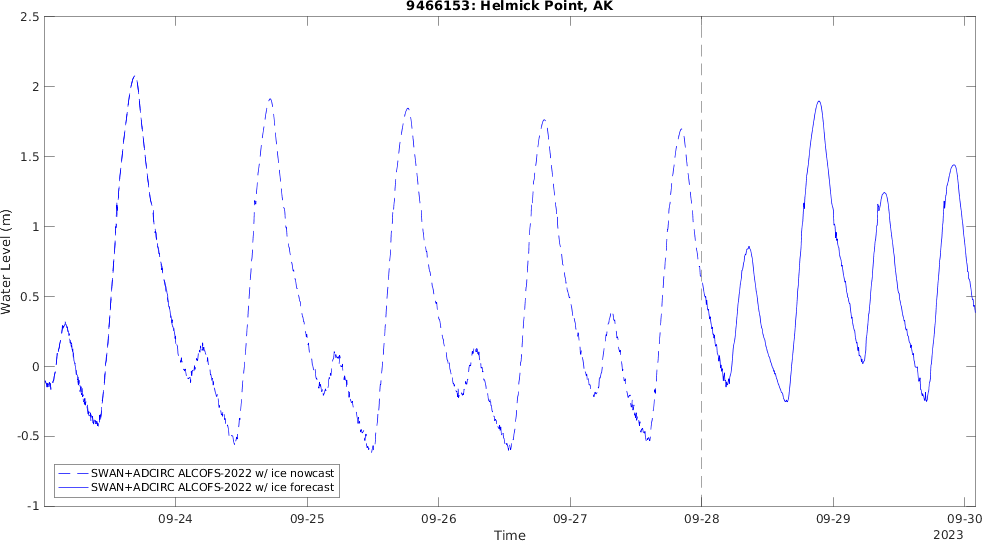 9466153: Helmick Point, AK
2.5
2
1.5
1
0.5
0
-0.5
-1
Water Level (m)
SWAN+ADCIRC ALCOFS-2022 w/ ice nowcast
SWAN+ADCIRC ALCOFS-2022 w/ ice forecast
09-24 09-25 09-26 09-27 09-28 09-29 09-30
Time
2023